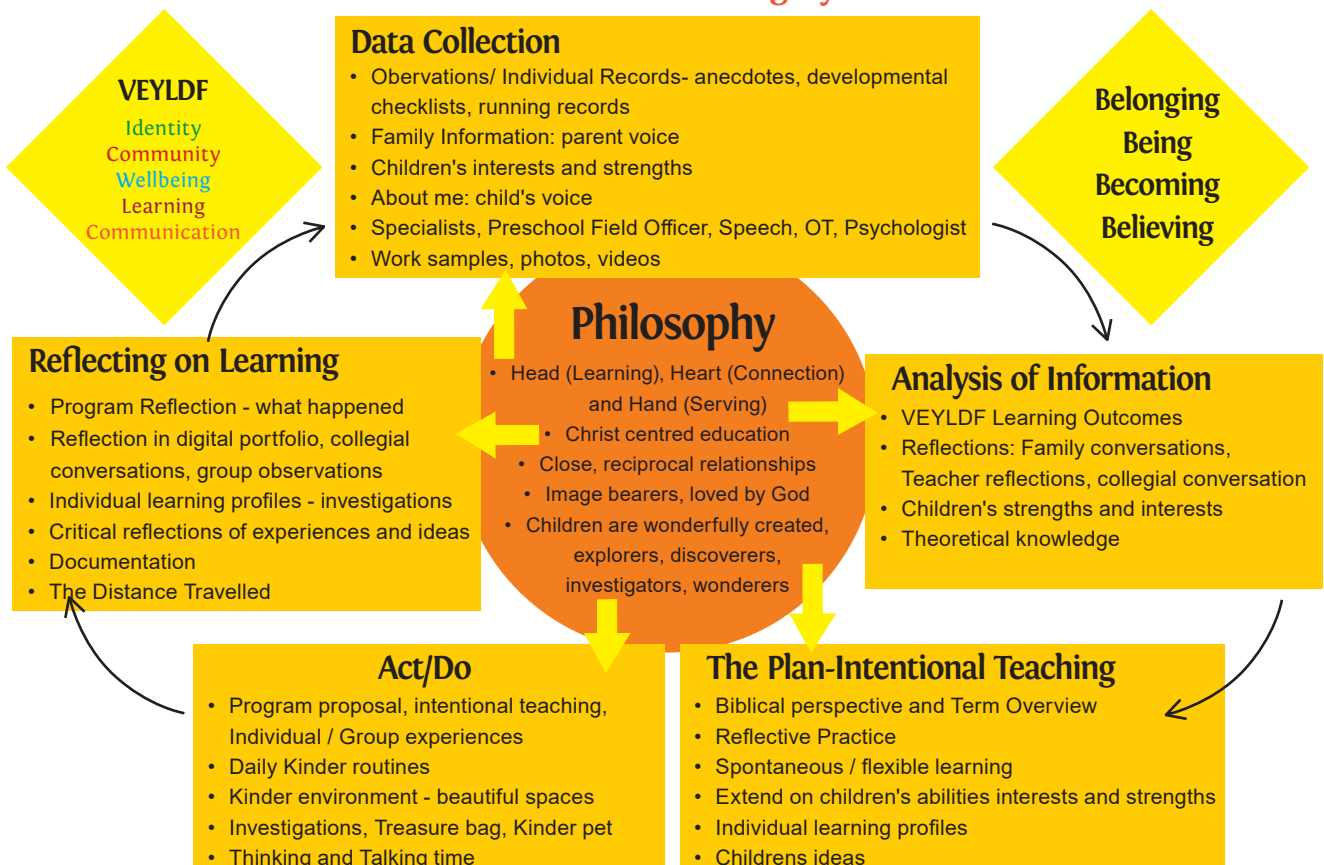 Data Collection
• Obervations/ Individual Records- anecdotes, developmental
checklists, running records
• Family Information: parent voice
• Children's interests and strengths
• About me: child's voice
• Specialists, Preschool Field Officer, Speech, OT, Psychologist
• Work samples, photos, videos
VEYLDF
Identity
Community
Wellbeing
Learning
Communication
Belonging
Being
Becoming
Believing
Philosophy
• Head (Learning), Heart (Connection)
and Hand (Serving)
• Christ centred education
• Close, reciprocal relationships
• Image bearers, loved by God
• Children are wonderfully created,
explorers, discoverers,
investigators, wonderers
Reflecting on Learning
• Program Reflection - what happened
• Reflection in digital portfolio, collegial
conversations, group observations
• Individual learning profiles - investigations
• Critical reflections of experiences and ideas
• Documentation
• The Distance Travelled
Analysis of Information
• VEYLDF Learning Outcomes
• Reflections: Family conversations,
Teacher reflections, collegial conversation
• Children's strengths and interests
• Theoretical knowledge
Act/Do
• Program proposal, intentional teaching,
Individual / Group experiences
• Daily Kinder routines
• Kinder environment - beautiful spaces
• Investigations, Treasure bag, Kinder pet
• Thinking and Talking time
The Plan-Intentional Teaching
• Biblical perspective and Term Overview
• Reflective Practice
• Spontaneous / flexible learning
• Extend on children's abilities interests and strengths
• Individual learning profiles
• Childrens ideas